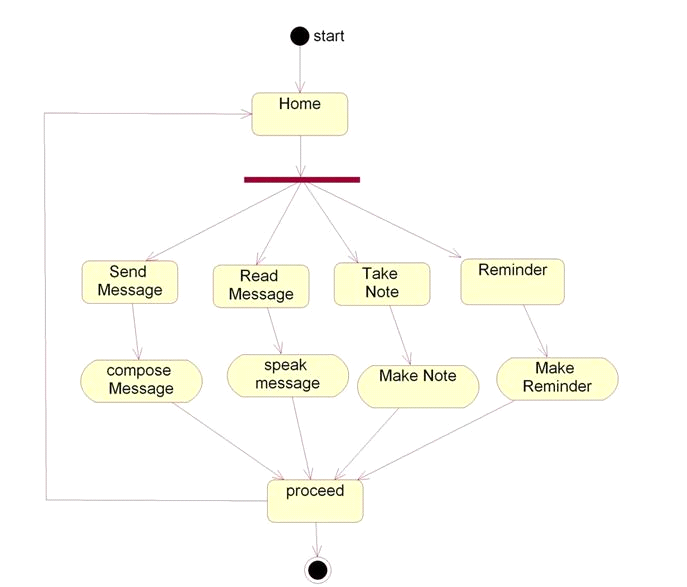 start
Home
Send
Message
Read
Message
Take
Note
Reminder
compose
Message
speak
message
Make Note
Make
Reminder
proceed